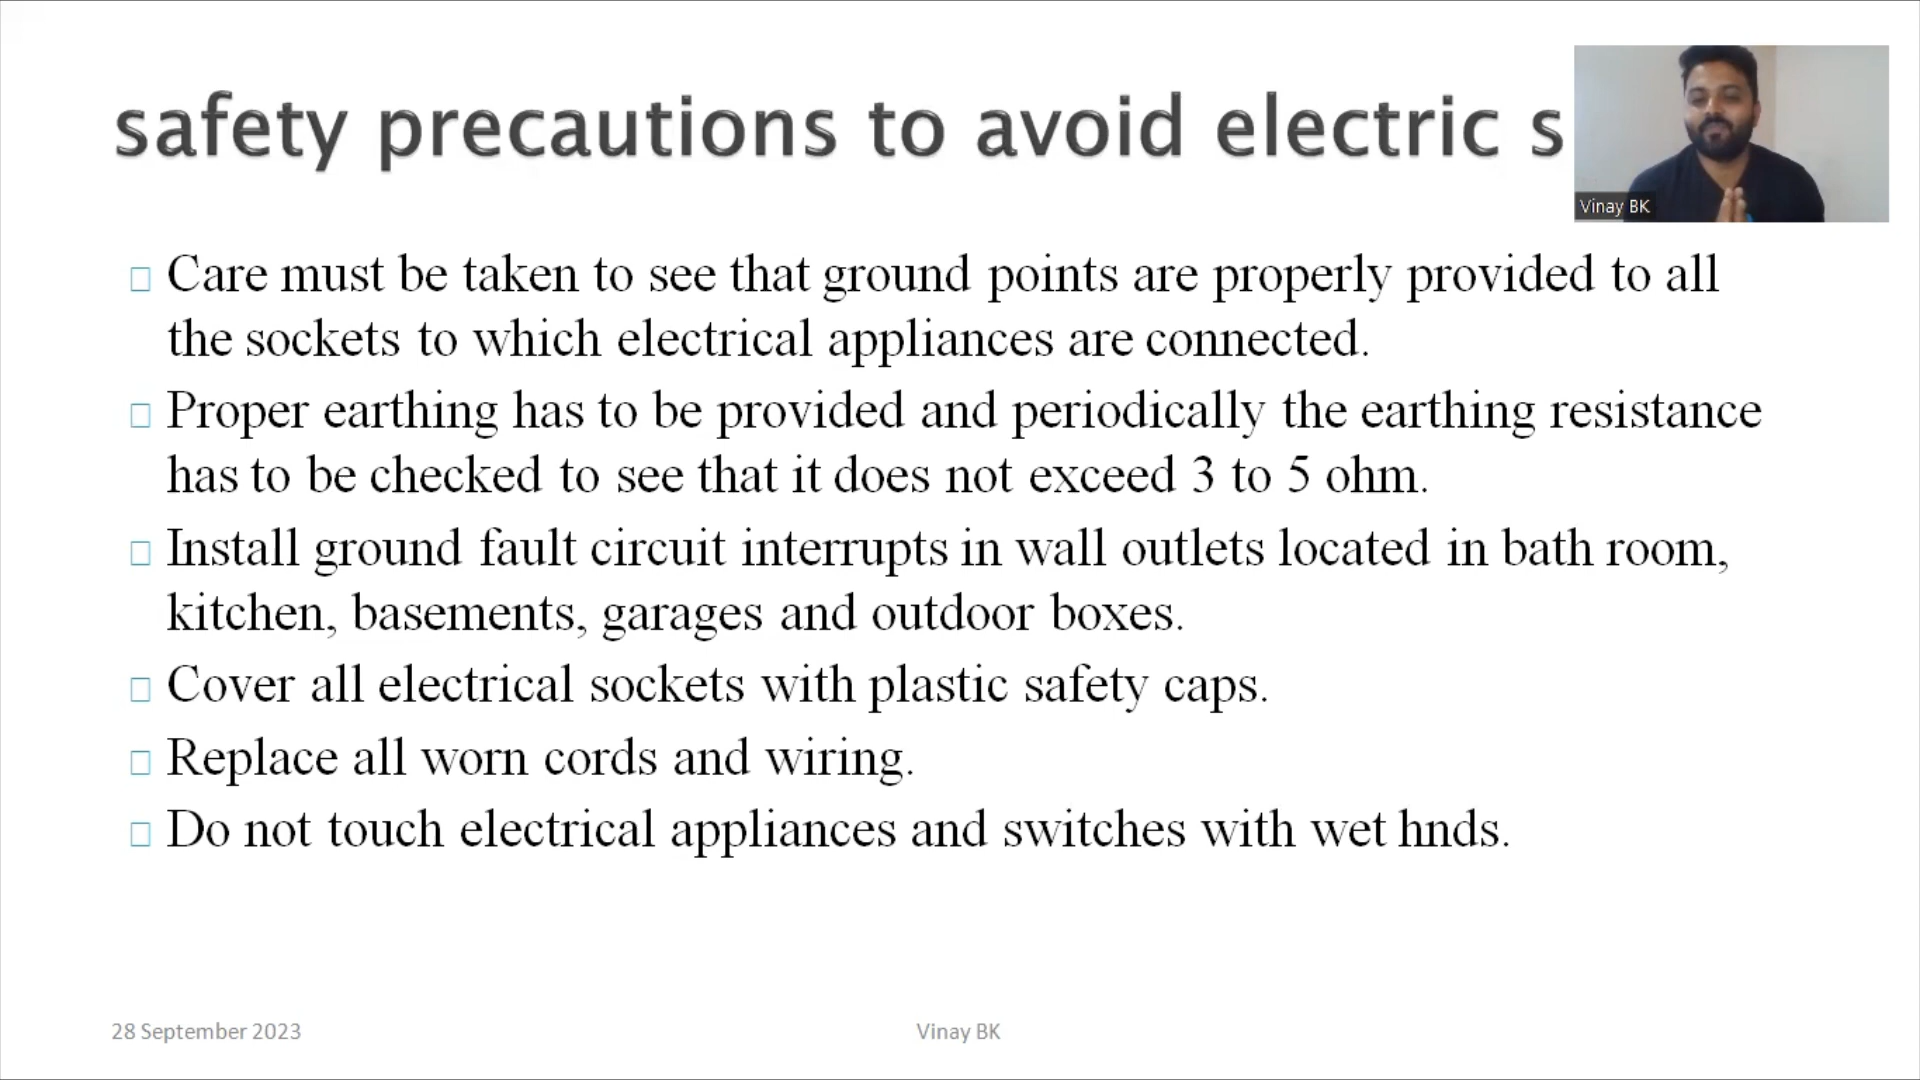 safety precautions to avoid electric s
Vinay BK
Care must be taken to see that ground points are properly provided to all
the sockets to which electrical appliances are connected.
Proper earthing has to be provided and periodically the earthing resistance
has to be checked to see that it does not exceed 3 to 5 ohm.
Install ground fault circuit interrupts in wall outlets located in bath room,
kitchen, basements, garages and outdoor boxes.
Cover all electrical sockets with plastic safety caps.
Replace all worn cords and wiring.
Do not touch electrical appliances and switches with wet hnds.
28 September 2023
Vinay BK